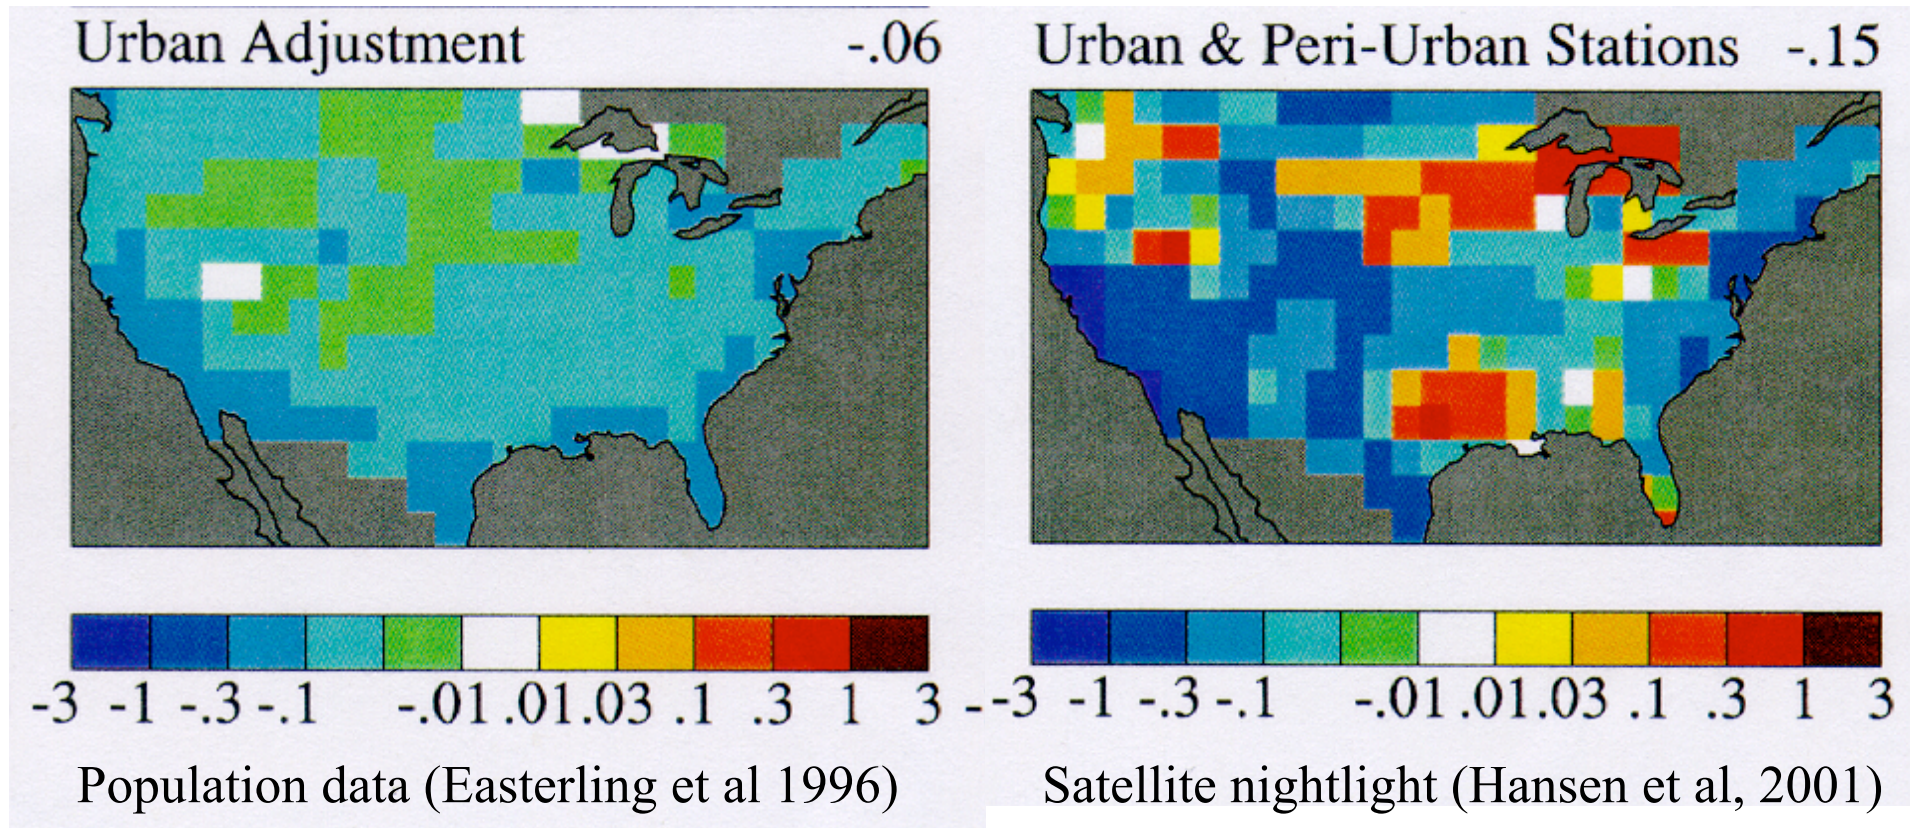 Urban Adjustment -.06
Urban & Peri-Urban Stations -.15
-3 -1 -.3 -.1 -.01 .01 .03 .1 .3 1 3
--3 -1 -.3 -.1 -.01 .01 .03 .1 .3 1 3
Population data (Easterling et al 1996)
Satellite nightlight (Hansen et al, 2001)